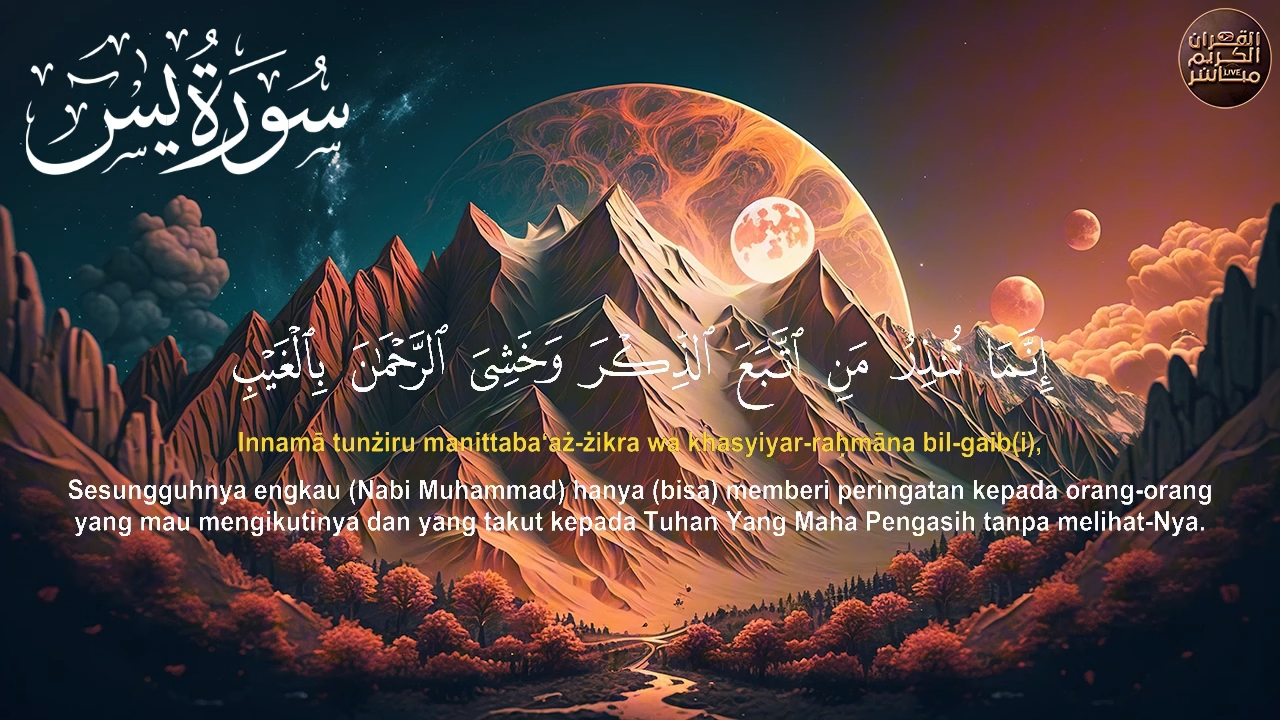 سُورَةُ يسٓ
القرآن
الكريم
LIVE
مباشر
إِنَّمَا تُنذِرُ مَنِ ٱتَّبَعَ ٱلذِّكْرَ وَخَشِىَ ٱلرَّحْمَٰنَ بِٱلْغَيْبِ
Innamā tunżiru manittaba‘aż-żikra wa khasyiyar-raḥmāna bil-gaib(i),
Sesungguhnya engkau (Nabi Muhammad) hanya (bisa) memberi peringatan kepada orang-orang
yang mau mengikutinya dan yang takut kepada Tuhan Yang Maha Pengasih tanpa melihat-Nya.